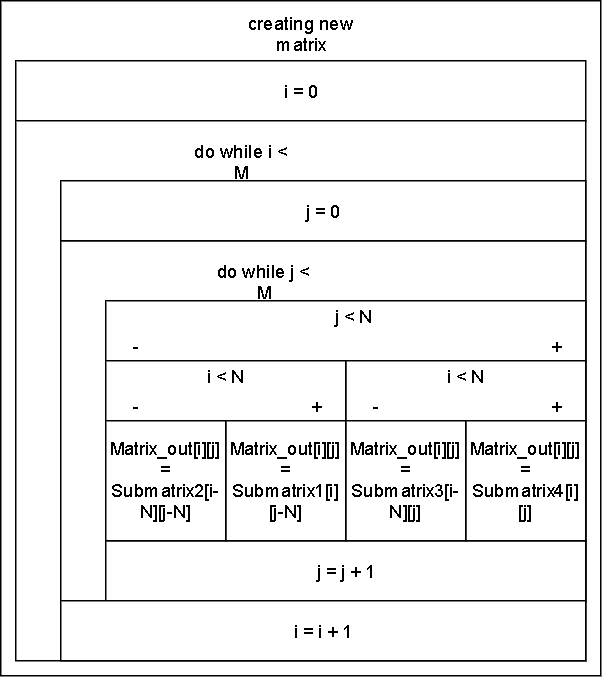 creating new
matrix
i = 0
do while i <
M
j = 0
do while j <
M
j < N
- +
i < N i < N
- + - +
Matrix_out[i][j] Matrix_out[i][j] Matrix_out[i][j] Matrix_out[i][j]
= = = =
Submatrix2[i- Submatrix1[i] Submatrix3[i- Submatrix4[i]
N][j-N] [j-N] N][j] [j]
j = j + 1
i = i + 1